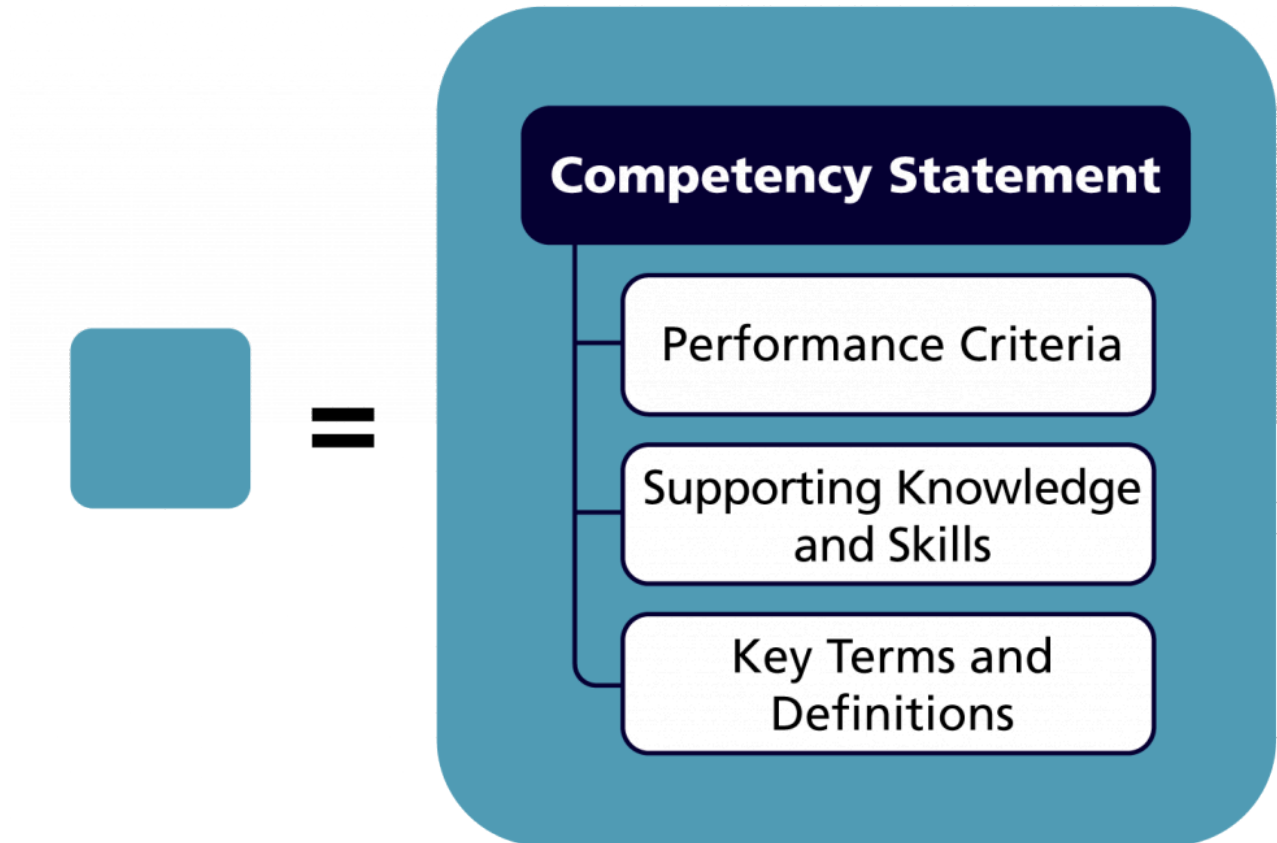 Competency Statement
Performance Criteria
=
Supporting Knowledge
and Skills
Key Terms and
Definitions